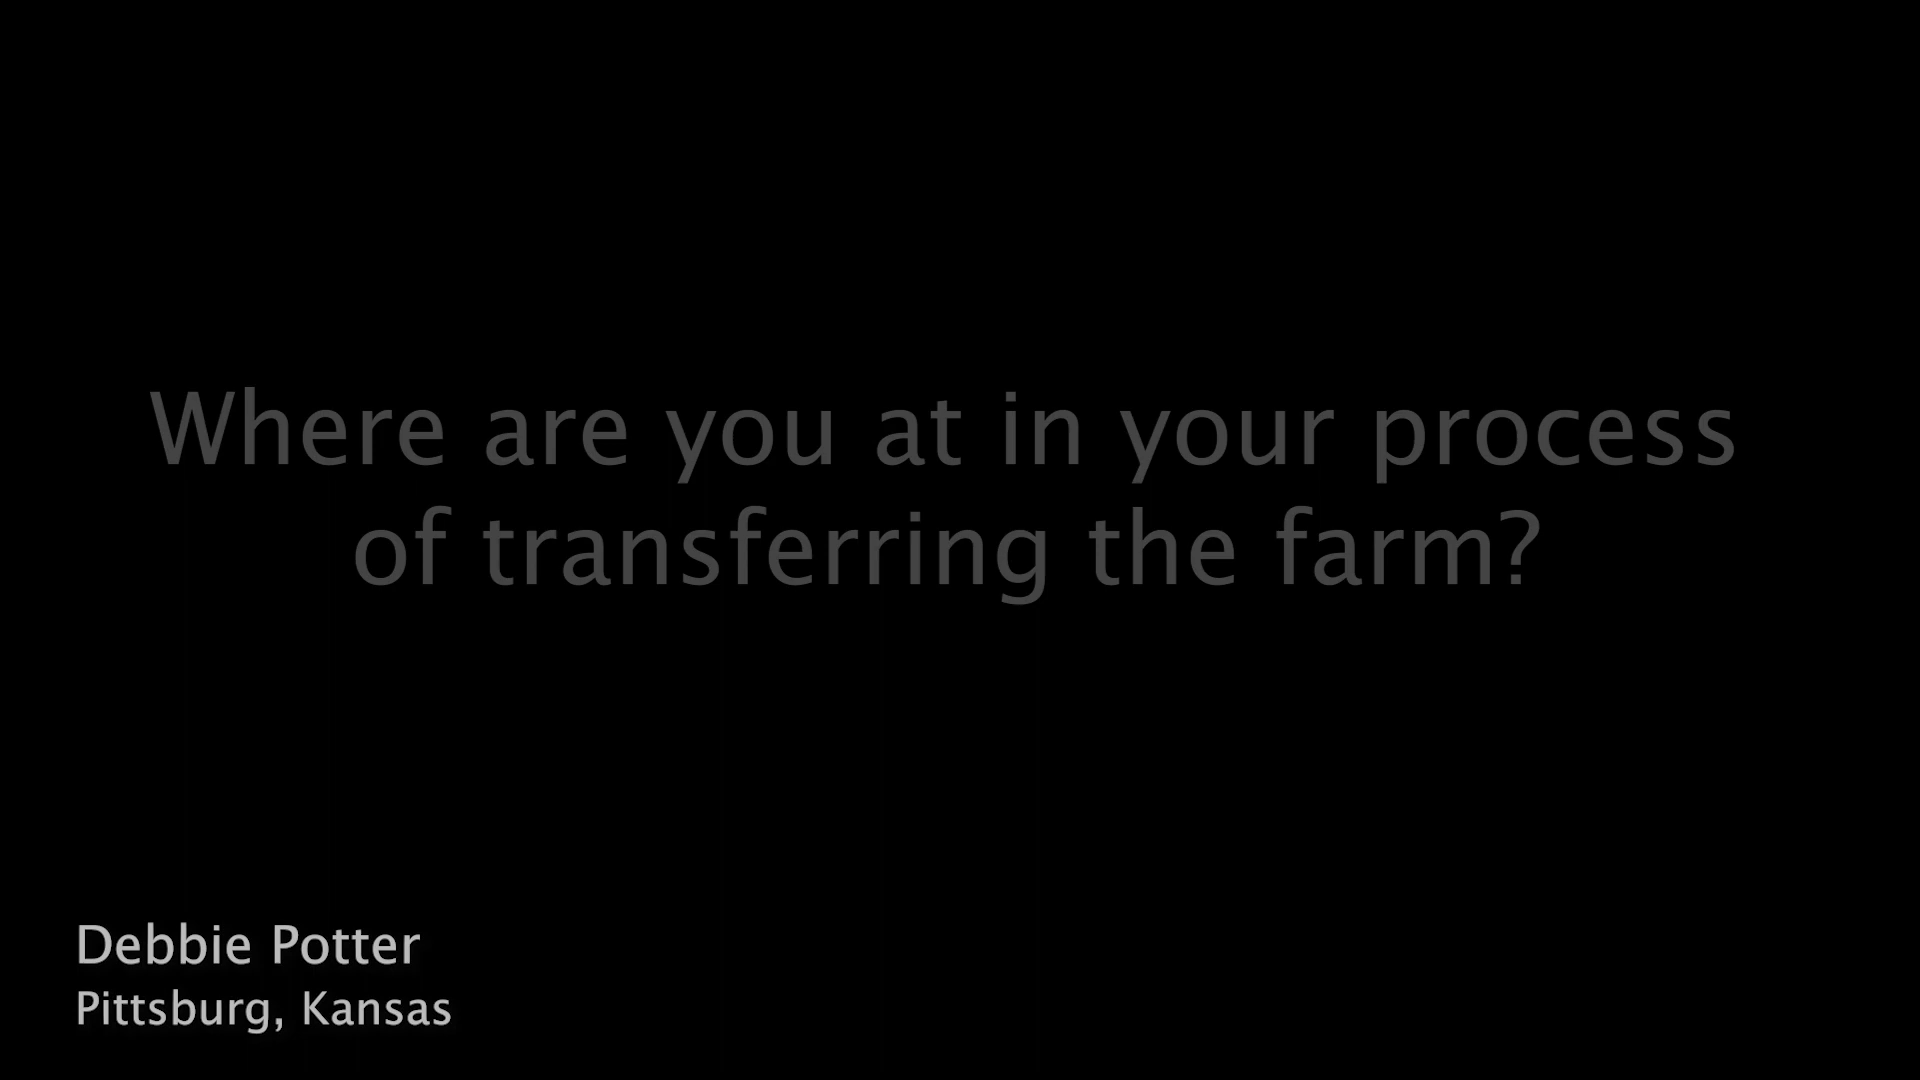 Where are you at in your process
of transferring the farm?
Debbie Potter
Pittsburg, Kansas